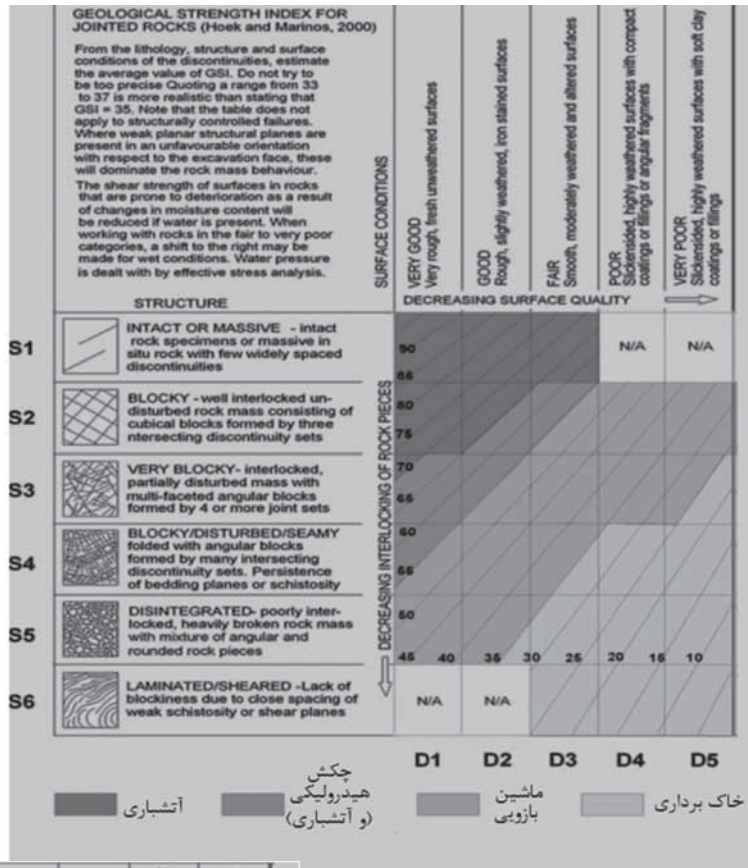 GEOLOGICAL STRENGTH INDEX FOR
JOINTED ROCKS (Hoek and Marinos, 2000)
From the lithology, structure and surface
conditions of the discontinuities, estimate
the average value of GSI. Do not try to
be too precise Quoting a range from 33
to 37 is more realistic than stating that
GSI = 35. Note that the table does not
apply to structurally controlled failures.
Where weak planar structural planes are
present in an unfavourable orientation
with respect to the excavation face, these
will dominate the rock mass behaviour.
The shear strength of surfaces in rocks
that are prone to deterioration as a result
of changes in moisture content will
be reduced if water is present. When
working with rocks in the fair to very poor
categories, a shift to the right may be
made for wet conditions. Water pressure
is dealt with by effective stress analysis.
STRUCTURE
SURFACE CONDITIONS
VERY GOOD
Very rough, fresh unweathered surfaces
GOOD
Rough, slightly weathered, iron stained surfaces
FAIR
Smooth, moderately weathered and altered surfaces
POOR
Slickensided, highly weathered surfaces with compact
coatings or fillings or angular fragments
VERY POOR
Slickensided, highly weathered surfaces with soft clay
coatings or fillings
DECREASING SURFACE QUALITY
DECREASING INTERLOCKING OF ROCK PIECES
S1
INTACT OR MASSIVE - intact
rock specimens or massive in
situ rock with few widely spaced
discontinuities
90
N/A
N/A
S2
BLOCKY - well interlocked un-
disturbed rock mass consisting of
cubical blocks formed by three
ntersecting discontinuity sets
80
75
S3
VERY BLOCKY- interlocked,
partially disturbed mass with
multi-faceted angular blocks
formed by 4 or more joint sets
70
65
S4
BLOCKY/DISTURBED/SEAMY
folded with angular blocks
formed by many intersecting
discontinuity sets. Persistence
of bedding planes or schistosity
60
55
S5
DISINTEGRATED- poorly inter-
locked, heavily broken rock mass
with mixture of angular and
rounded rock pieces
50
45 40 35 30 25 20 15 10
S6
LAMINATED/SHEARED -Lack of
blockiness due to close spacing of
weak schistosity or shear planes
N/A
N/A
D1 D2 D3 D4 D5
آتشباری
چکش
هیدرولیکی
(و آتشباری)
ماشین
بازویی
خاک برداری